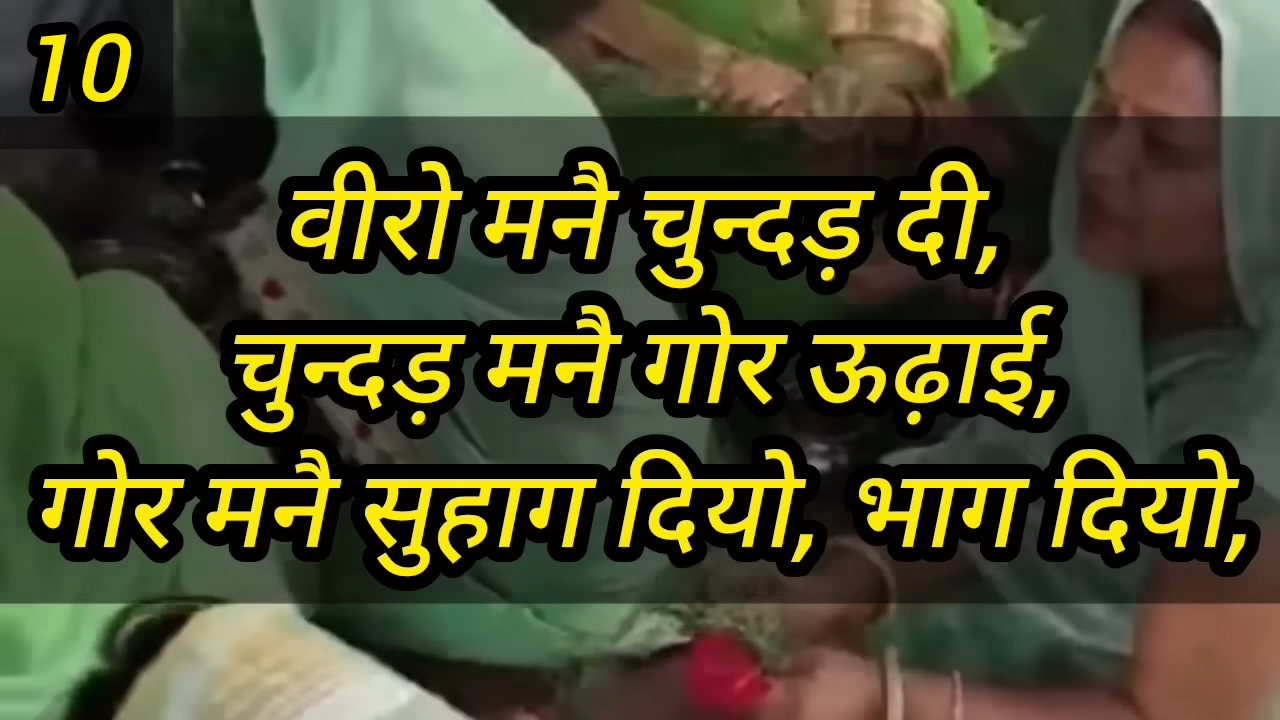 10
वीरो मनै चुन्दड़ दी,
चुन्दड़ मनै गोर ऊढ़ाई,
गोर मनै सुहाग दियो, भाग दियो,